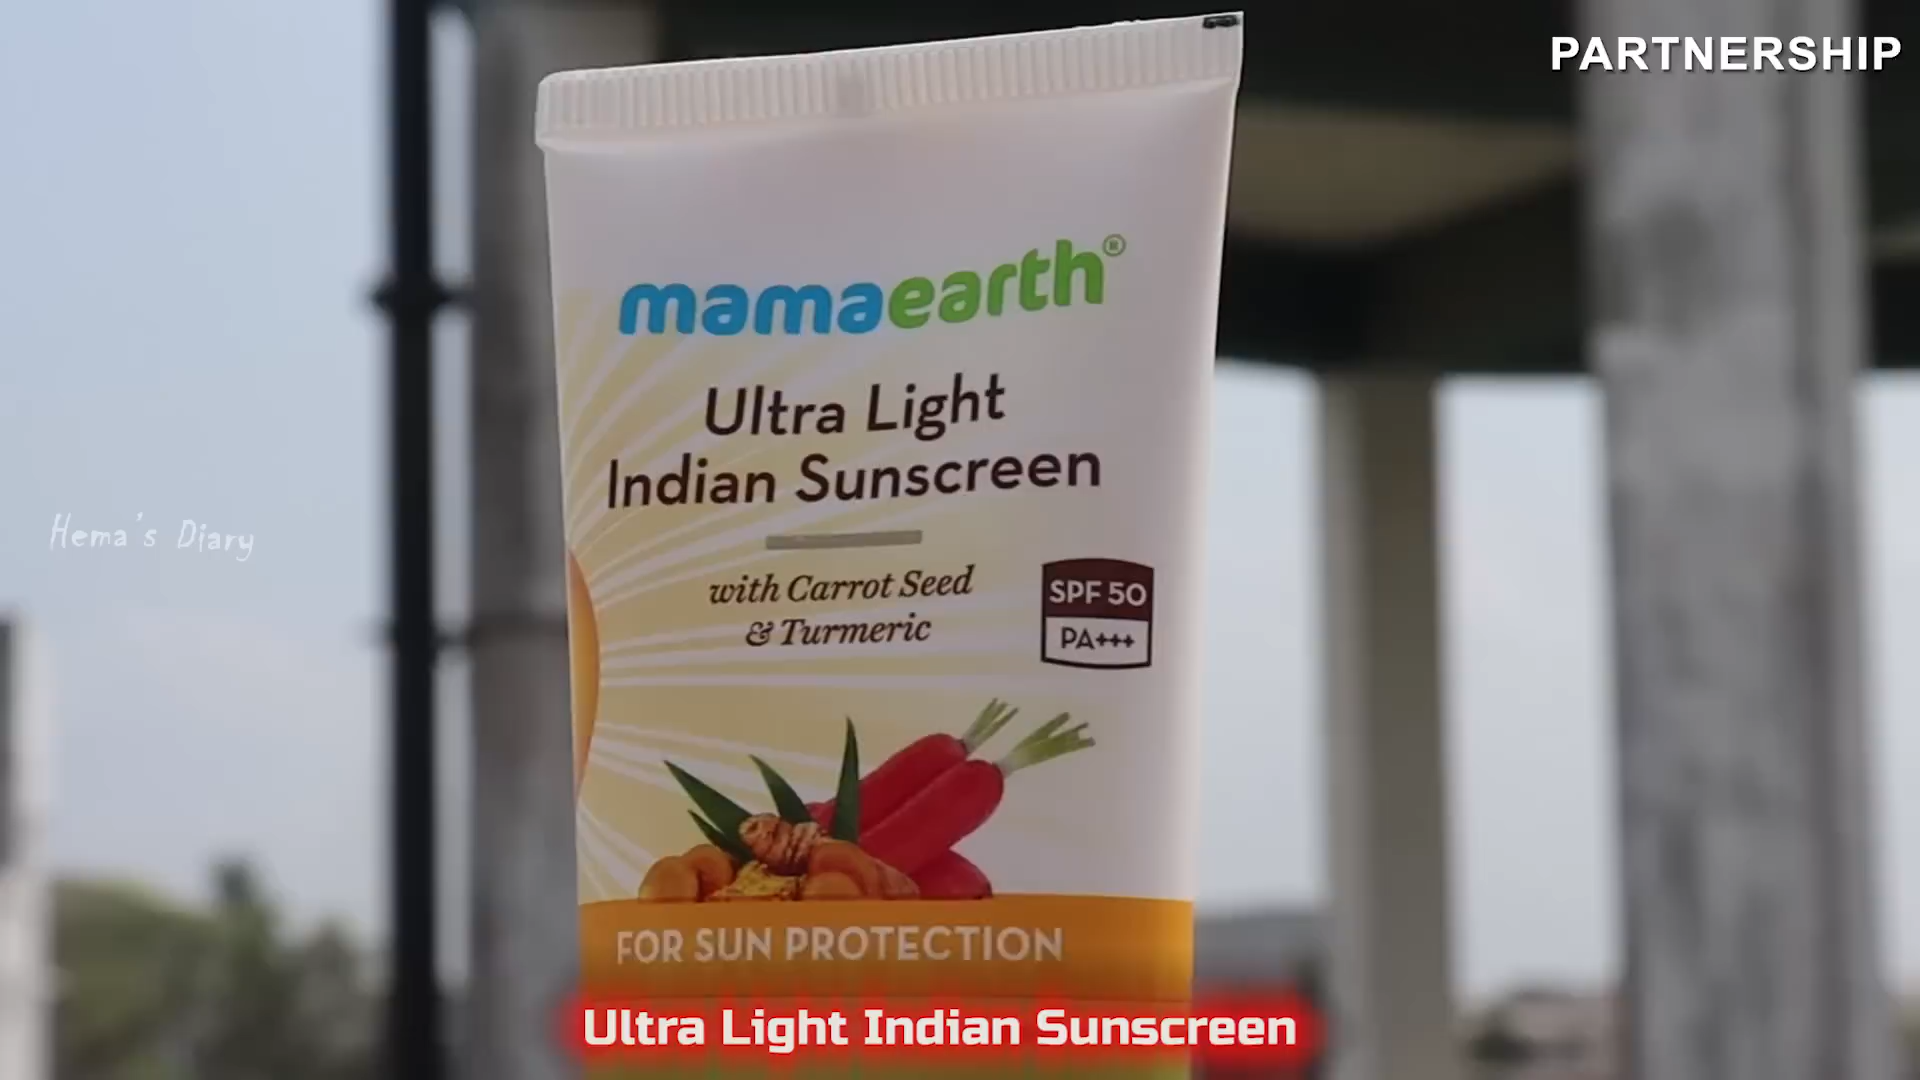 PARTNERSHIP
mamaearth®
Ultra Light
Indian Sunscreen
with Carrot Seed
& Turmeric
SPF 50
PA+++
Hema's Diary
FOR SUN PROTECTION
Ultra Light Indian Sunscreen